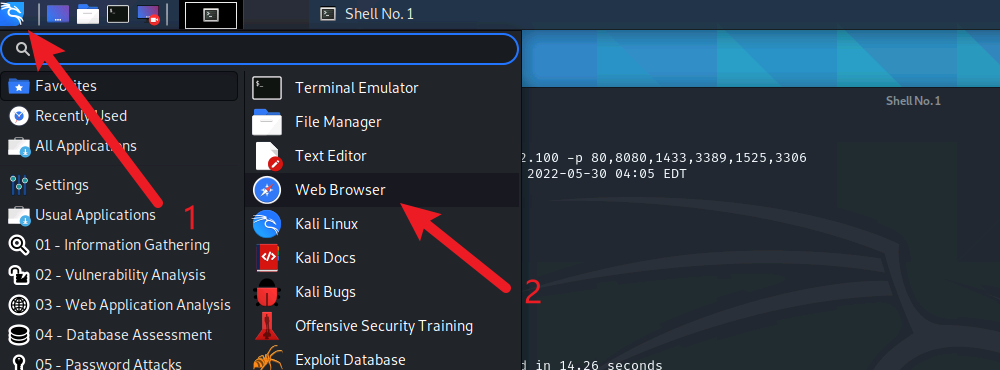 Shell No. 1
Favorites
Recently Used
All Applications
Settings
Usual Applications
01 - Information Gathering
02 - Vulnerability Analysis
03 - Web Application Analysis
04 - Database Assessment
05 - Password Attacks
1
Terminal Emulator
File Manager
Text Editor
Web Browser
Kali Linux
Kali Docs
Kali Bugs
Offensive Security Training
Exploit Database
2
Shell No. 1
2.100 -p 80,8080,1433,3389,1525,3306
2022-05-30 04:05 EDT
d in 14.26 seconds